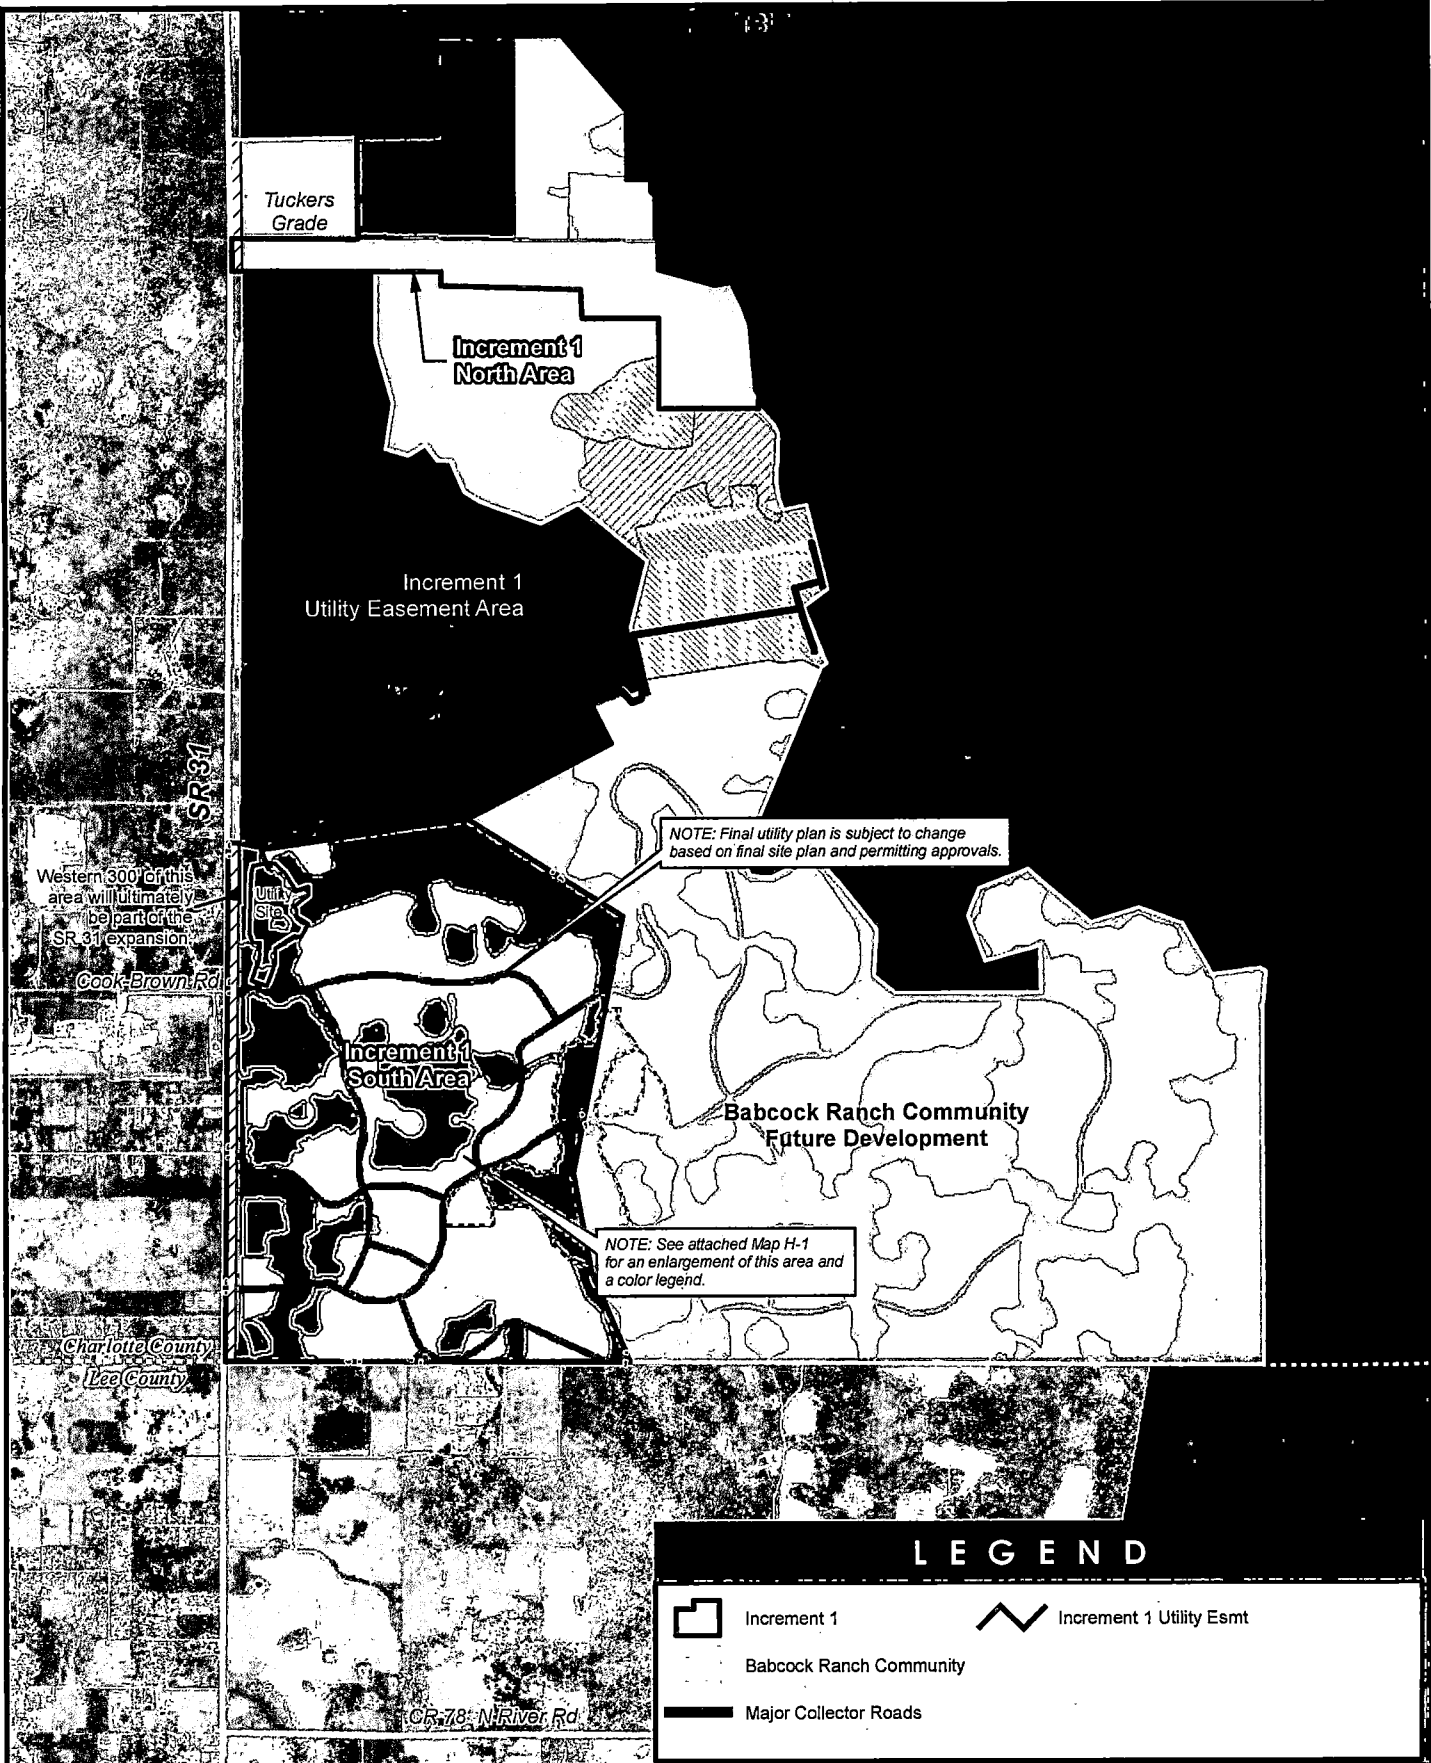 Tuckers
Grade
Increment 1
North Area
Increment 1
Utility Easement Area
SR 31
NOTE: Final utility plan is subject to change
based on final site plan and permitting approvals.
Western 300' of this
area will ultimately
be part of the
SR 31 expansion.
Utility
Site
Cook-Brown Rd
Increment 1
South Area
Babcock Ranch Community
Future Development
NOTE: See attached Map H-1
for an enlargement of this area and
a color legend.
Charlotte County
Lee County
CR 78, N River Rd
LEGEND
Increment 1
Increment 1 Utility Esmt
Babcock Ranch Community
Major Collector Roads